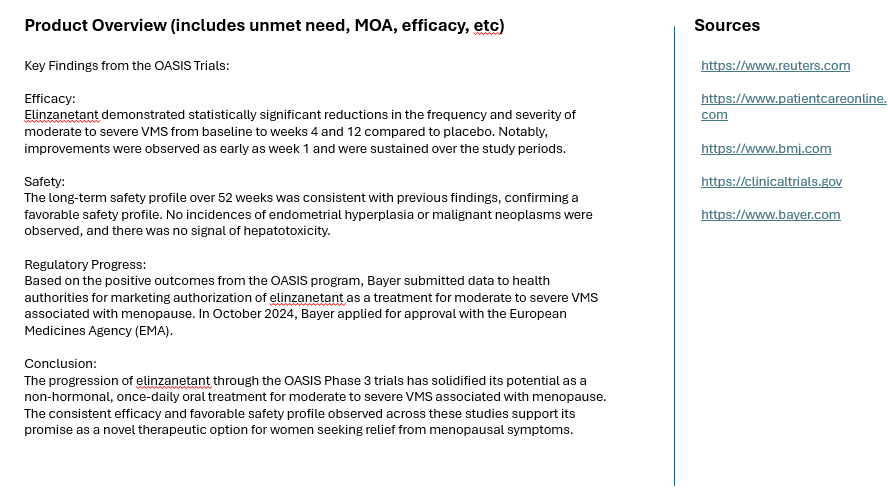 Product Overview (includes unmet need, MOA, efficacy, etc)
Key Findings from the OASIS Trials:
Efficacy:
Elinzanetant demonstrated statistically significant reductions in the frequency and severity of
moderate to severe VMS from baseline to weeks 4 and 12 compared to placebo. Notably,
improvements were observed as early as week 1 and were sustained over the study periods.
Safety:
The long-term safety profile over 52 weeks was consistent with previous findings, confirming a
favorable safety profile. No incidences of endometrial hyperplasia or malignant neoplasms were
observed, and there was no signal of hepatotoxicity.
Regulatory Progress:
Based on the positive outcomes from the OASIS program, Bayer submitted data to health
authorities for marketing authorization of elinzanetant as a treatment for moderate to severe VMS
associated with menopause. In October 2024, Bayer applied for approval with the European
Medicines Agency (EMA).
Conclusion:
The progression of elinzanetant through the OASIS Phase 3 trials has solidified its potential as a
non-hormonal, once-daily oral treatment for moderate to severe VMS associated with menopause.
The consistent efficacy and favorable safety profile observed across these studies support its
promise as a novel therapeutic option for women seeking relief from menopausal symptoms.
Sources
https://www.reuters.com
https://www.patientcareonline.
com
https://www.bmj.com
https://clinicaltrials.gov
https://www.bayer.com